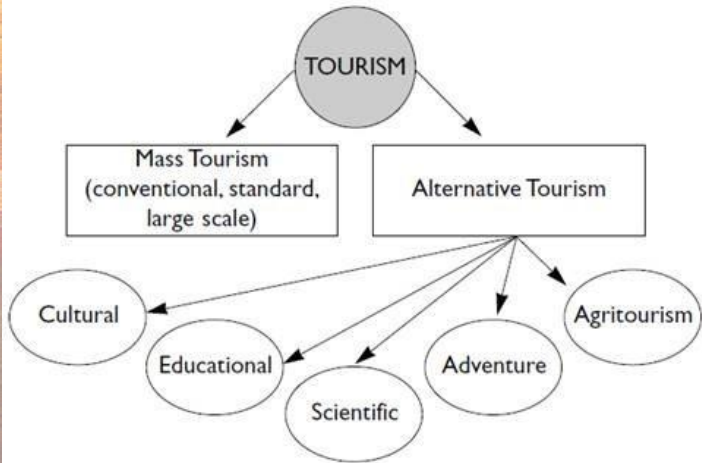 TOURISM
Mass Tourism
(conventional, standard,
large scale)
Alternative Tourism
Cultural
Educational
Scientific
Adventure
Agritourism